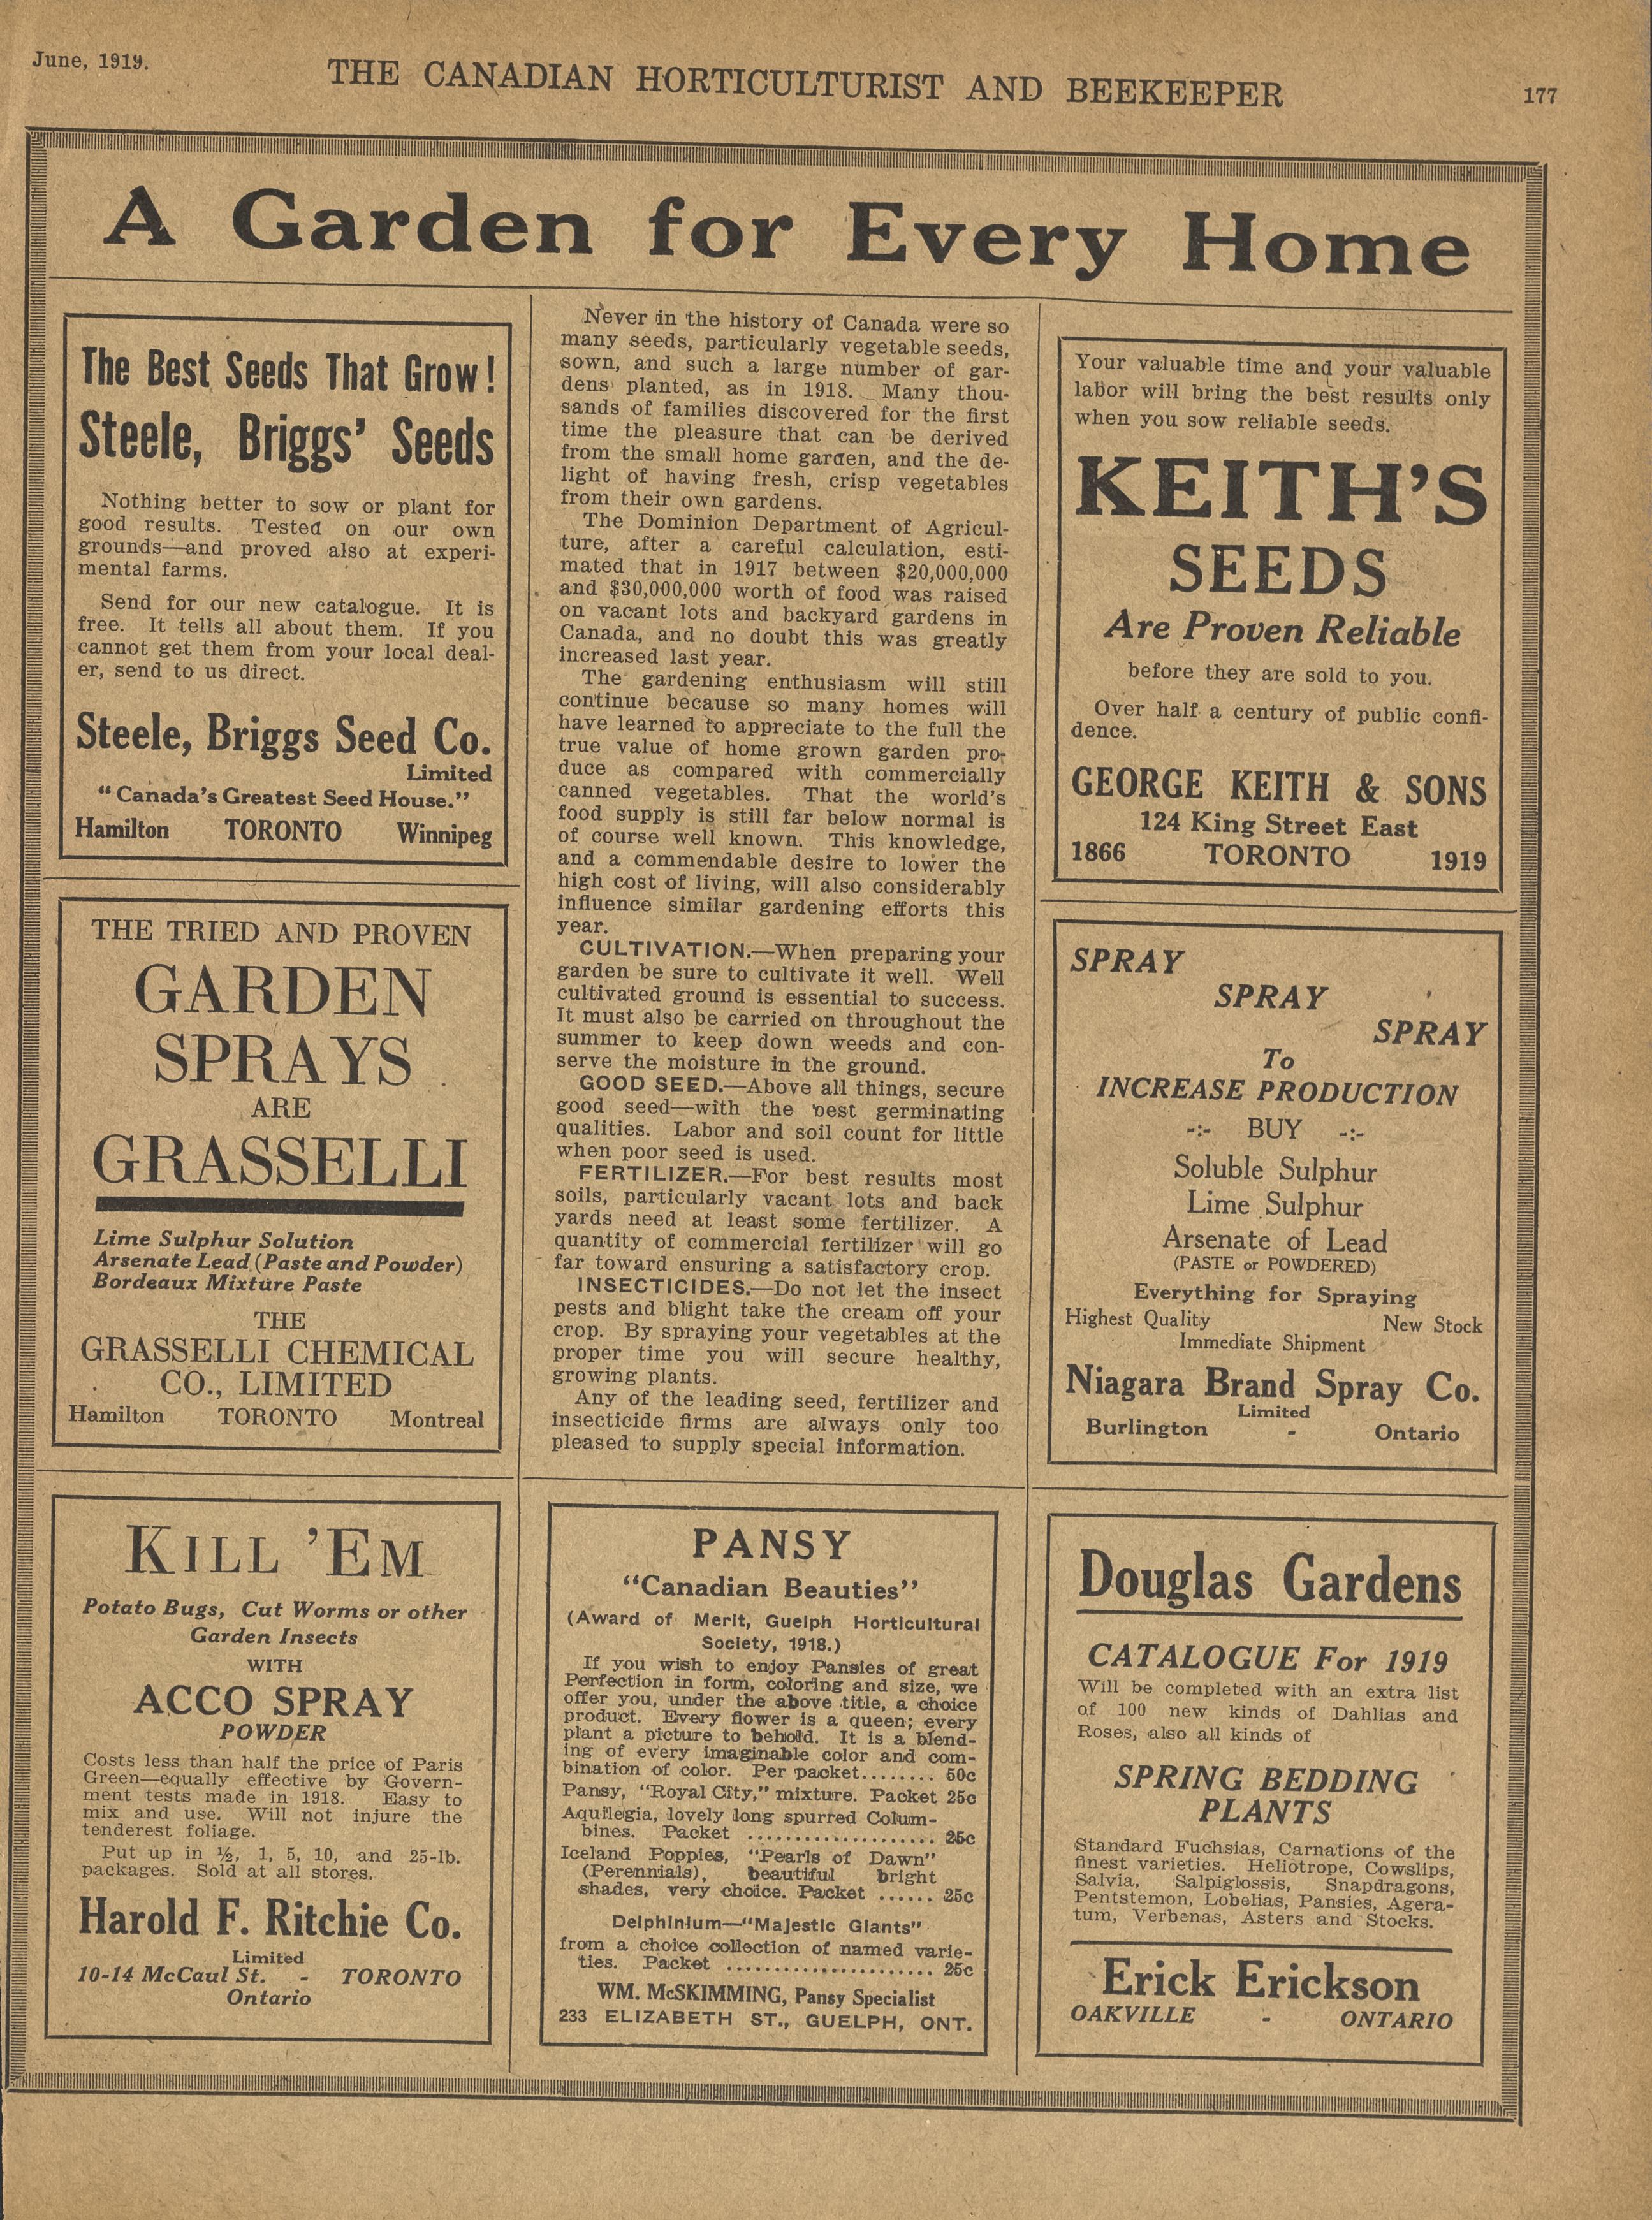 June, 1919.
THE CANADIAN HORTICULTURIST AND BEEKEEPER
177
A Garden for Every Home
The Best Seeds That Grow!
Steele, Briggs' Seeds
Nothing better to sow or plant for
good results. Tested on our own
grounds—and proved also at experi-
mental farms.
Send for our new catalogue. It is
free. It tells all about them. If you
cannot get them from your local deal-
er, send to us direct.
Steele, Briggs Seed Co.
Limited
"Canada's Greatest Seed House."
Hamilton TORONTO Winnipeg
THE TRIED AND PROVEN
GARDEN
SPRAYS
ARE
GRASSELLI
Lime Sulphur Solution
Arsenate Lead (Paste and Powder)
Bordeaux Mixture Paste
THE
GRASSELLI CHEMICAL
CO., LIMITED
Hamilton TORONTO Montreal
KILL 'EM
Potato Bugs, Cut Worms or other
Garden Insects
WITH
ACCO SPRAY
POWDER
Costs less than half the price of Paris
Green—equally effective by Govern-
ment tests made in 1918. Easy to
mix and use. Will not injure the
tenderest foliage.
Put up in ½, 1, 5, 10, and 25-lb.
packages. Sold at all stores.
Harold F. Ritchie Co.
Limited
10-14 McCaul St. - TORONTO
Ontario
Never in the history of Canada were so
many seeds, particularly vegetable seeds,
sown, and such a large number of gar-
dens planted, as in 1918. Many thou-
sands of families discovered for the first
time the pleasure that can be derived
from the small home garden, and the de-
light of having fresh, crisp vegetables
from their own gardens.
The Dominion Department of Agricul-
ture, after a careful calculation, esti-
mated that in 1917 between $20,000,000
and $30,000,000 worth of food was raised
on vacant lots and backyard gardens in
Canada, and no doubt this was greatly
increased last year.
The gardening enthusiasm will still
continue because so many homes will
have learned to appreciate to the full the
true value of home grown garden pro-
duce as compared with commercially
canned vegetables. That the world's
food supply is still far below normal is
of course well known. This knowledge,
and a commendable desire to lower the
high cost of living, will also considerably
influence similar gardening efforts this
year.
CULTIVATION.—When preparing your
garden be sure to cultivate it well. Well
cultivated ground is essential to success.
It must also be carried on throughout the
summer to keep down weeds and con-
serve the moisture in the ground.
GOOD SEED.—Above all things, secure
good seed—with the best germinating
qualities. Labor and soil count for little
when poor seed is used.
FERTILIZER.—For best results most
soils, particularly vacant lots and back
yards need at least some fertilizer. A
quantity of commercial fertilizer will go
far toward ensuring a satisfactory crop.
INSECTICIDES.—Do not let the insect
pests and blight take the cream off your
crop. By spraying your vegetables at the
proper time you will secure healthy,
growing plants.
Any of the leading seed, fertilizer and
insecticide firms are always only too
pleased to supply special information.
PANSY
"Canadian Beauties"
(Award of Merit, Guelph Horticultural
Society, 1918.)
If you wish to enjoy Pansies of great
Perfection in form, coloring and size, we
offer you, under the above title, a choice
product. Every flower is a queen; every
plant a picture to behold. It is a blend-
ing of every imaginable color and com-
bination of color. Per packet........ 50c
Pansy, "Royal City," mixture. Packet 25c
Aquilegia, lovely long spurred Colum-
bines. Packet .................... 25c
Iceland Poppies, "Pearls of Dawn"
(Perennials), beautiful bright
shades, very choice. Packet ...... 25c
Delphinium—"Majestic Giants"
from a choice collection of named varie-
ties. Packet ...................... 25c
WM. McSKIMMING, Pansy Specialist
233 ELIZABETH ST., GUELPH, ONT.
Your valuable time and your valuable
labor will bring the best results only
when you sow reliable seeds.
KEITH'S
SEEDS
Are Proven Reliable
before they are sold to you.
Over half a century of public confi-
dence.
GEORGE KEITH & SONS
124 King Street East
1866 TORONTO 1919
SPRAY
SPRAY
SPRAY
To
INCREASE PRODUCTION
-:- BUY -:-
Soluble Sulphur
Lime Sulphur
Arsenate of Lead
(PASTE or POWDERED)
Everything for Spraying
Highest Quality New Stock
Immediate Shipment
Niagara Brand Spray Co.
Limited
Burlington - Ontario
Douglas Gardens
CATALOGUE For 1919
Will be completed with an extra list
of 100 new kinds of Dahlias and
Roses, also all kinds of
SPRING BEDDING
PLANTS
Standard Fuchsias, Carnations of the
finest varieties. Heliotrope, Cowslips,
Salvia, Salpiglossis, Snapdragons,
Pentstemon, Lobelias, Pansies, Agera-
tum, Verbenas, Asters and Stocks.
Erick Erickson
OAKVILLE - ONTARIO